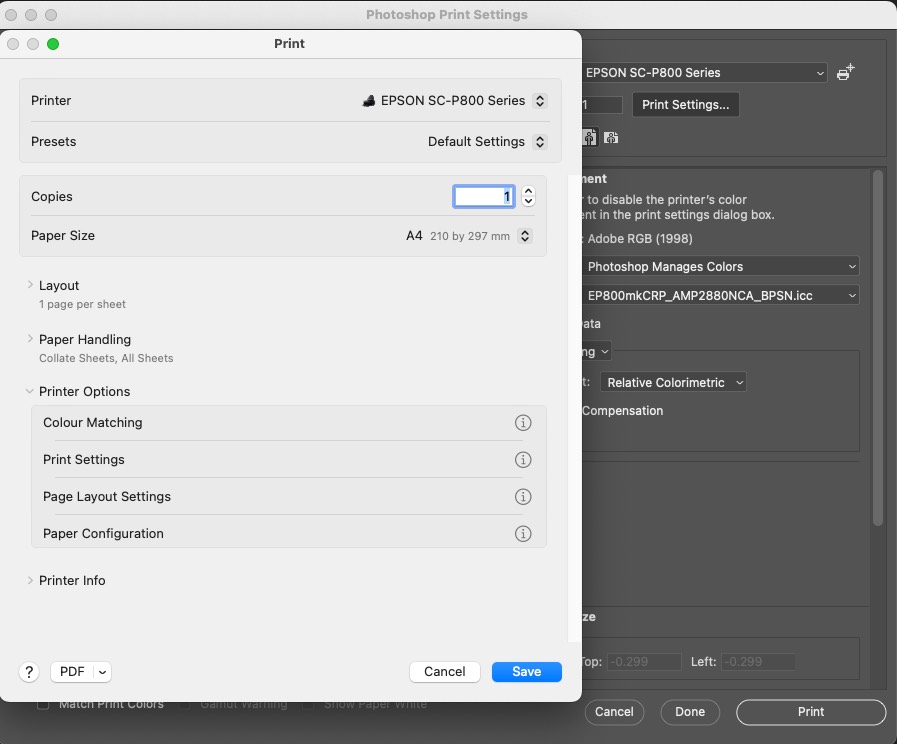 Photoshop Print Settings
Print
Printer
EPSON SC-P800 Series
Presets
Default Settings
Copies
1
Paper Size
A4 210 by 297 mm
Layout
1 page per sheet
Paper Handling
Collate Sheets, All Sheets
Printer Options
Colour Matching
Print Settings
Page Layout Settings
Paper Configuration
Printer Info
?
PDF
Cancel
Save
EPSON SC-P800 Series
1
Print Settings...
ment
to disable the printer's color
ent in the print settings dialog box.
: Adobe RGB (1998)
Photoshop Manages Colors
EP800mkCRP_AMP2880NCA_BPSN.icc
ata
ng
t: Relative Colorimetric
Compensation
ze
Top: -0.299 Left: -0.299
Match Print Colors Gamut Warning Show Paper White
Cancel
Done
Print